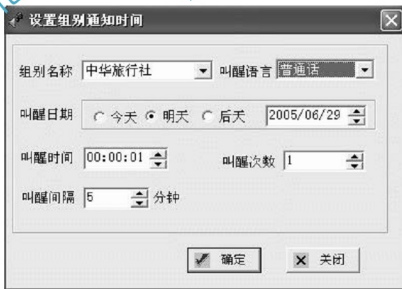 设置组别通知时间
组别名称 中华旅行社 叫醒语言 普通话
叫醒日期 今天 明天 后天 2005/06/29
叫醒时间 00:00:01 叫醒次数 1
叫醒间隔 5 分钟
确定 关闭